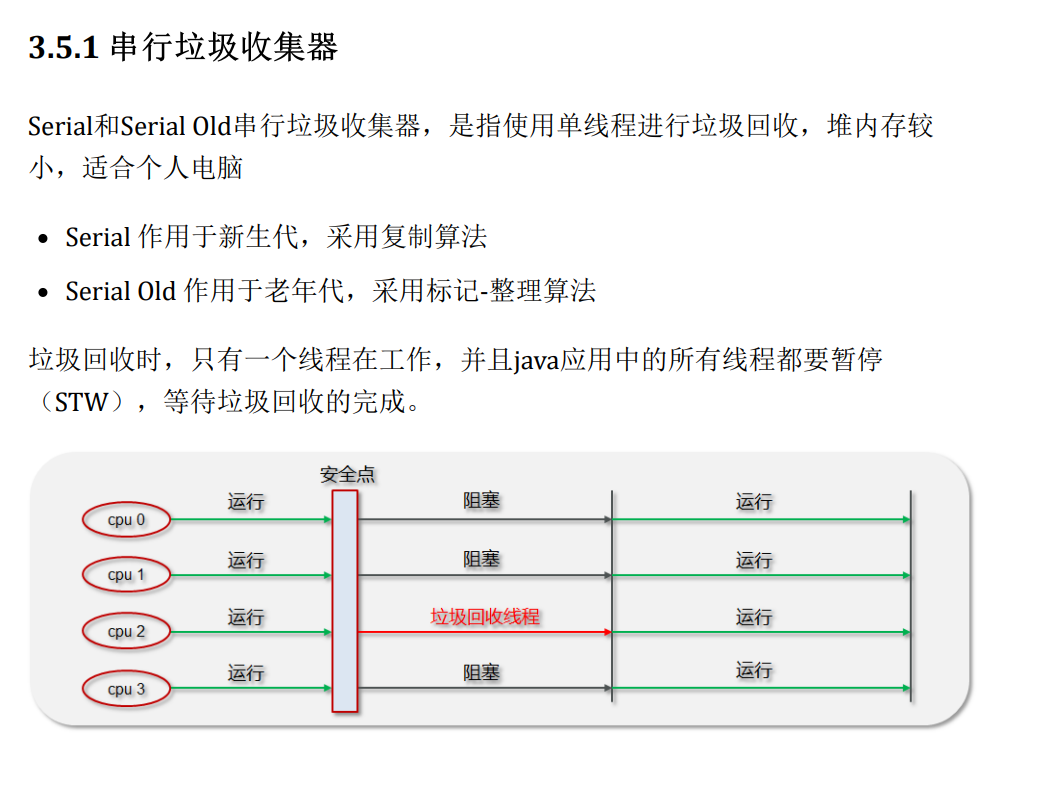 3.5.1 串行垃圾收集器
Serial和Serial Old串行垃圾收集器，是指使用单线程进行垃圾回收，堆内存较
小，适合个人电脑
• Serial 作用于新生代，采用复制算法
• Serial Old 作用于老年代，采用标记-整理算法
垃圾回收时，只有一个线程在工作，并且java应用中的所有线程都要暂停
（STW），等待垃圾回收的完成。
安全点
cpu 0 运行 阻塞 运行
cpu 1 运行 阻塞 运行
cpu 2 运行 垃圾回收线程 运行
cpu 3 运行 阻塞 运行